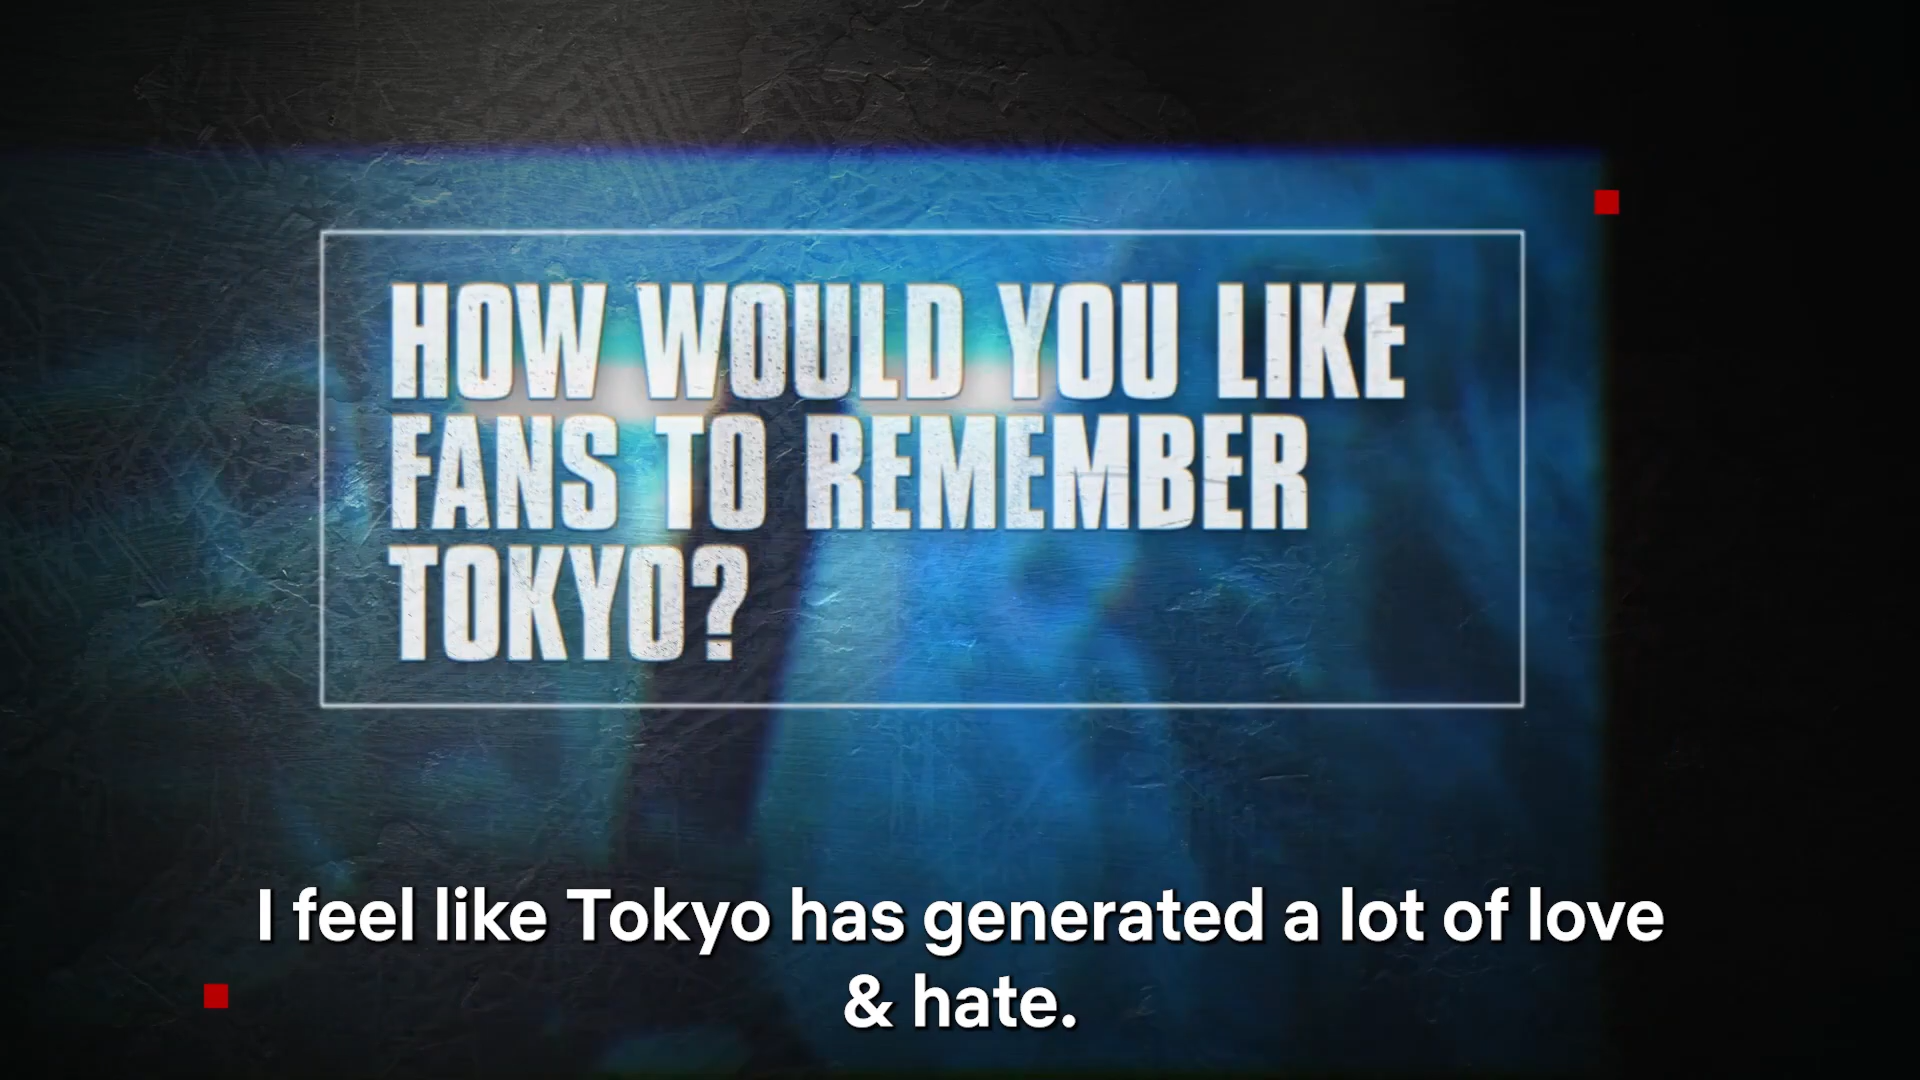 HOW WOULD YOU LIKE
FANS TO REMEMBER
TOKYO?
I feel like Tokyo has generated a lot of love
& hate.